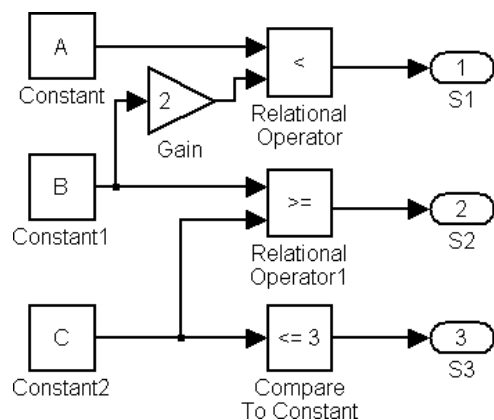 A
Constant
2
Gain
<
Relational
Operator
1
S1
B
Constant1
>=
Relational
Operator1
2
S2
C
Constant2
<= 3
Compare
To Constant
3
S3